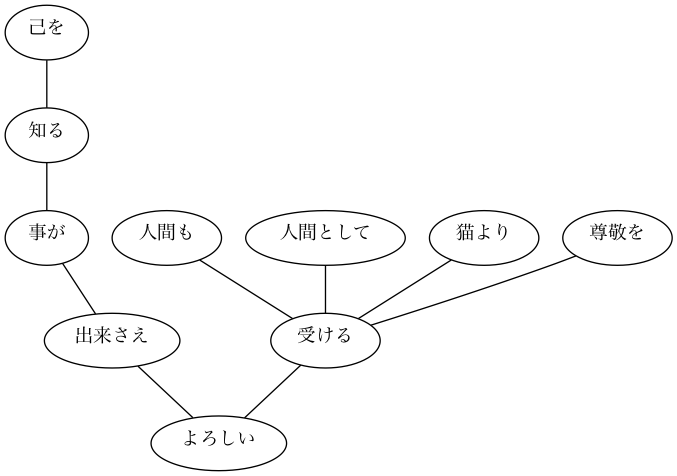 己を
知る
事が 人間も 人間として 猫より 尊敬を
出来さえ 受ける
よろしい